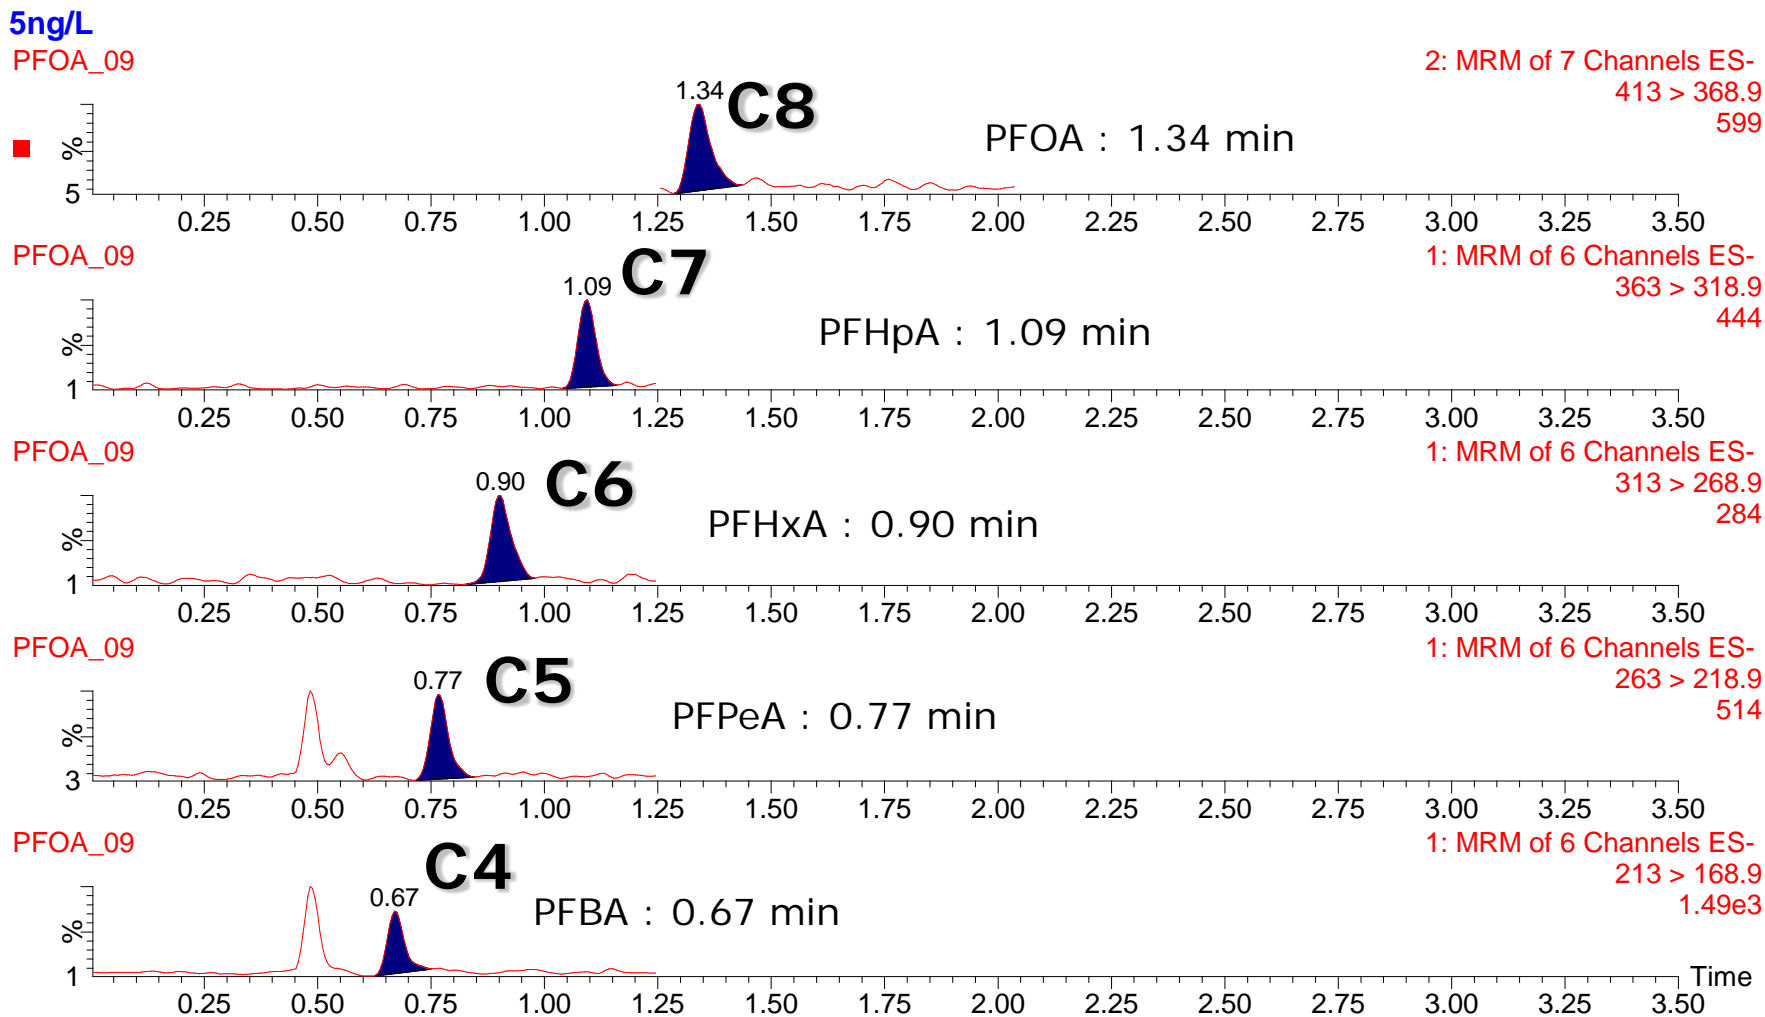 5ng/L
PFOA_09
2: MRM of 7 Channels ES-
413 > 368.9
599
1.34
C8
PFOA : 1.34 min
%
5
0.25 0.50 0.75 1.00 1.25 1.50 1.75 2.00 2.25 2.50 2.75 3.00 3.25 3.50
PFOA_09
1: MRM of 6 Channels ES-
363 > 318.9
444
1.09
C7
PFHpA : 1.09 min
%
1
0.25 0.50 0.75 1.00 1.25 1.50 1.75 2.00 2.25 2.50 2.75 3.00 3.25 3.50
PFOA_09
1: MRM of 6 Channels ES-
313 > 268.9
284
0.90
C6
PFHxA : 0.90 min
%
1
0.25 0.50 0.75 1.00 1.25 1.50 1.75 2.00 2.25 2.50 2.75 3.00 3.25 3.50
PFOA_09
1: MRM of 6 Channels ES-
263 > 218.9
514
0.77
C5
PFPeA : 0.77 min
%
3
0.25 0.50 0.75 1.00 1.25 1.50 1.75 2.00 2.25 2.50 2.75 3.00 3.25 3.50
PFOA_09
1: MRM of 6 Channels ES-
213 > 168.9
1.49e3
0.67
C4
PFBA : 0.67 min
%
1
Time
0.25 0.50 0.75 1.00 1.25 1.50 1.75 2.00 2.25 2.50 2.75 3.00 3.25 3.50